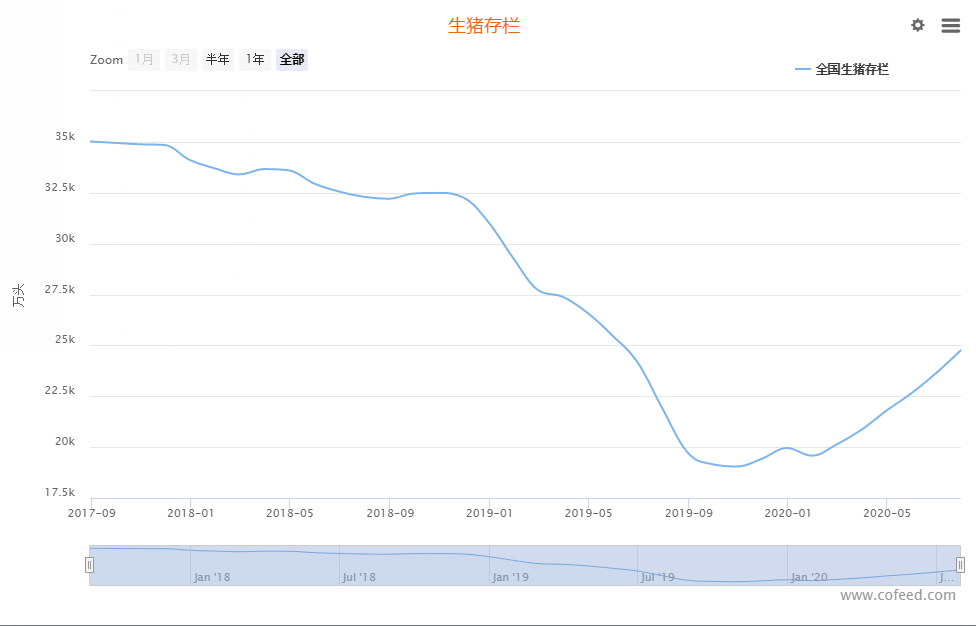 生猪存栏
Zoom 1月 3月 半年 1年 全部
全国生猪存栏
35k
32.5k
30k
27.5k
25k
22.5k
20k
17.5k
万头
2017-09 2018-01 2018-05 2018-09 2019-01 2019-05 2019-09 2020-01 2020-05
Jan '18 Jul '18 Jan '19 Jul '19 Jan '20 J...
www.cofeed.com